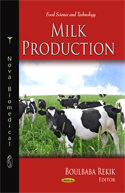 Food Science and Technology
MILK
PRODUCTION
Nova Biomedical
BOULBABA REKIK
EDITOR